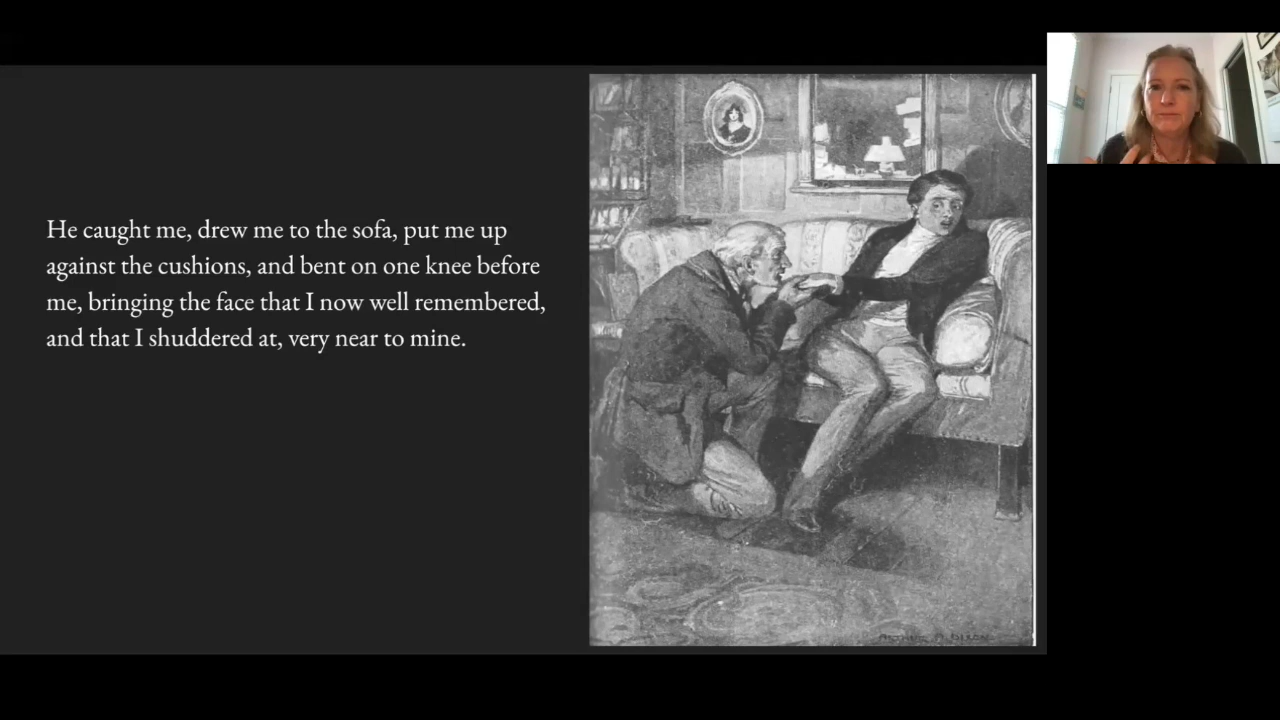 He caught me, drew me to the sofa, put me up
against the cushions, and bent on one knee before
me, bringing the face that I now well remembered,
and that I shuddered at, very near to mine.